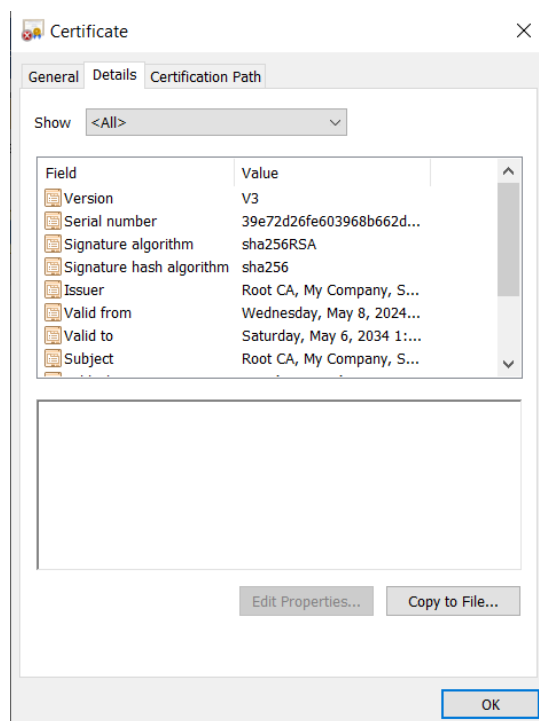 Certificate
General Details Certification Path
Show <All>
Field Value
Version V3
Serial number 39e72d26fe603968b662d...
Signature algorithm sha256RSA
Signature hash algorithm sha256
Issuer Root CA, My Company, S...
Valid from Wednesday, May 8, 2024...
Valid to Saturday, May 6, 2034 1:...
Subject Root CA, My Company, S...
Edit Properties... Copy to File...
OK